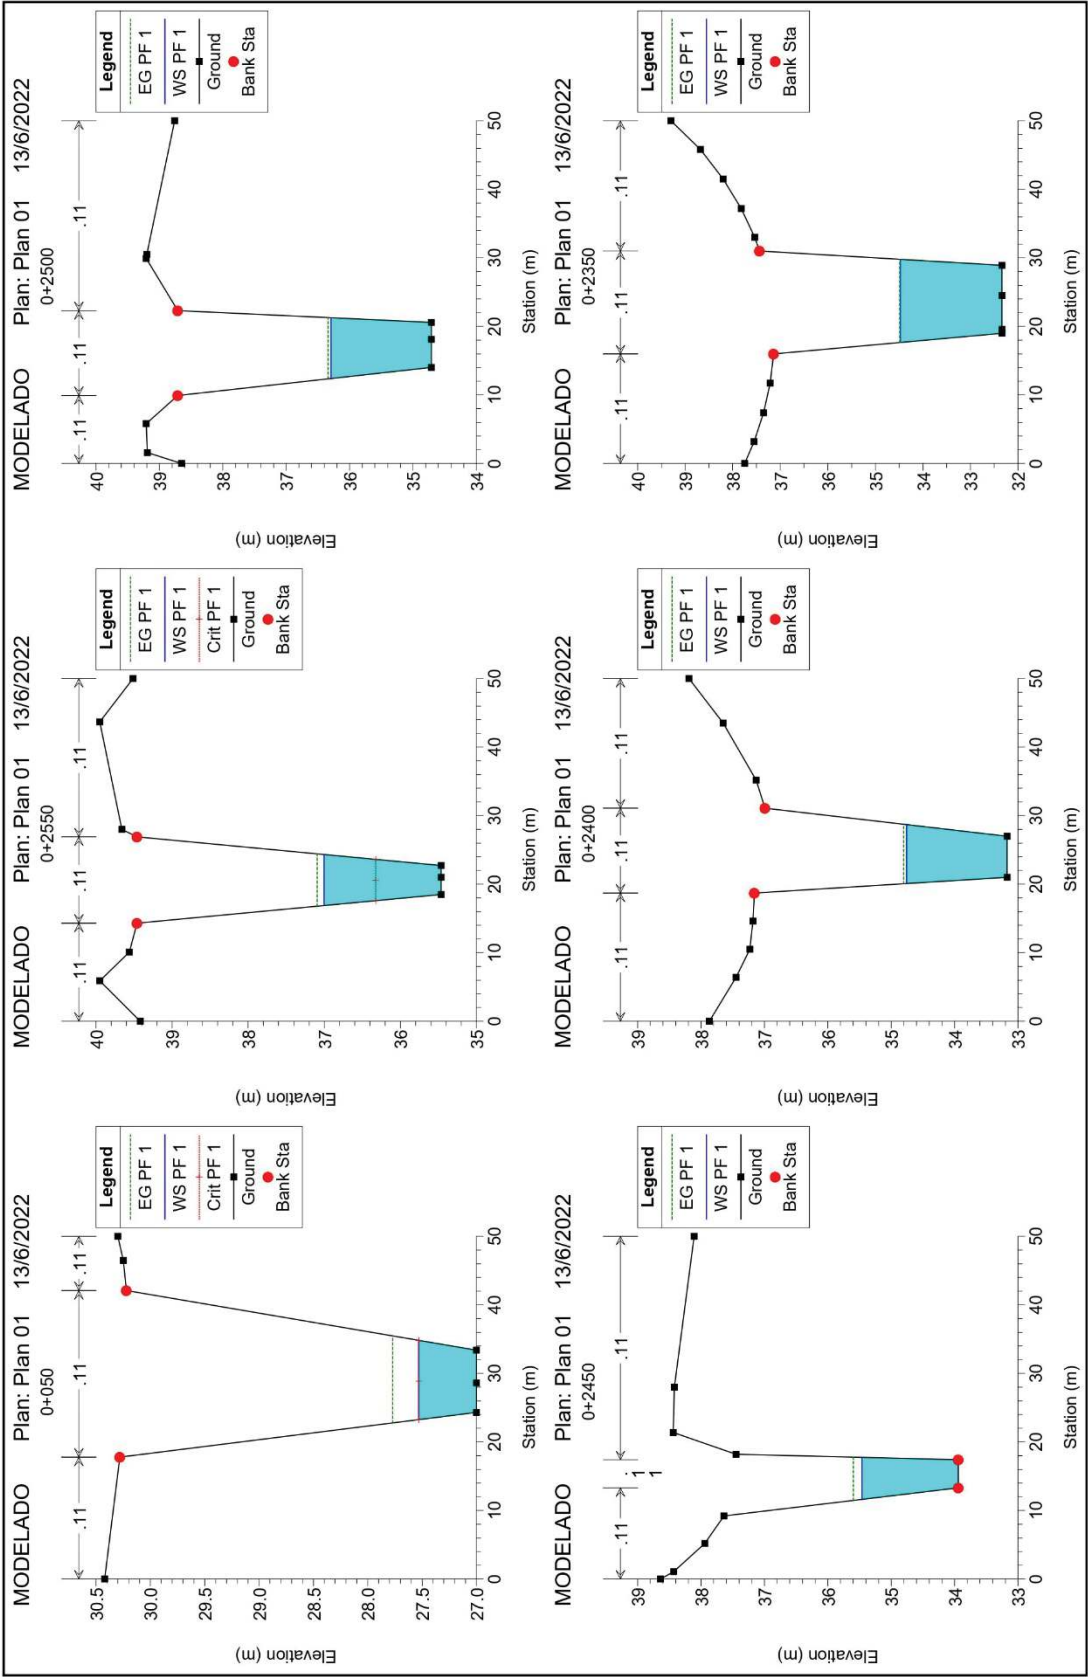 MODELADO Plan: Plan 01 13/6/2022
0+050
.11
.11
.11
Legend
EG PF 1
WS PF 1
Crit PF 1
Ground
Bank Sta
30.5
30.0
29.5
29.0
28.5
28.0
27.5
27.0
Elevation (m)
0 10 20 30 40 50
Station (m)
MODELADO Plan: Plan 01 13/6/2022
0+2550
.11
.11
.11
Legend
EG PF 1
WS PF 1
Crit PF 1
Ground
Bank Sta
40
39
38
37
36
35
Elevation (m)
0 10 20 30 40 50
Station (m)
MODELADO Plan: Plan 01 13/6/2022
0+2500
.11
.11
.11
Legend
EG PF 1
WS PF 1
Ground
Bank Sta
40
39
38
37
36
35
34
Elevation (m)
0 10 20 30 40 50
Station (m)
MODELADO Plan: Plan 01 13/6/2022
0+2450
.11
.
1
1
.11
Legend
EG PF 1
WS PF 1
Ground
Bank Sta
39
38
37
36
35
34
33
Elevation (m)
0 10 20 30 40 50
Station (m)
MODELADO Plan: Plan 01 13/6/2022
0+2400
.11
.11
.11
Legend
EG PF 1
WS PF 1
Ground
Bank Sta
39
38
37
36
35
34
33
Elevation (m)
0 10 20 30 40 50
Station (m)
MODELADO Plan: Plan 01 13/6/2022
0+2350
.11
.11
.11
Legend
EG PF 1
WS PF 1
Ground
Bank Sta
40
39
38
37
36
35
34
33
32
Elevation (m)
0 10 20 30 40 50
Station (m)